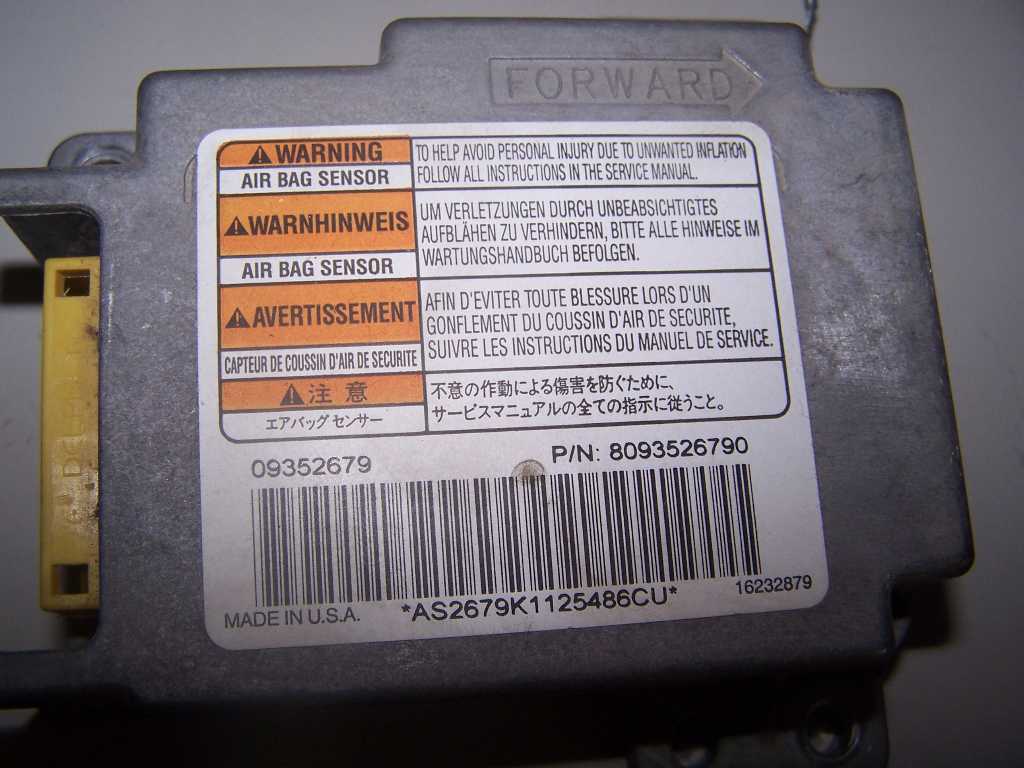 FORWARD
WARNING
AIR BAG SENSOR
TO HELP AVOID PERSONAL INJURY DUE TO UNWANTED INFLATION
FOLLOW ALL INSTRUCTIONS IN THE SERVICE MANUAL.
WARNHINWEIS
AIR BAG SENSOR
UM VERLETZUNGEN DURCH UNBEABSICHTIGTES
AUFBLÄHEN ZU VERHINDERN, BITTE ALLE HINWEISE IM
WARTUNGSHANDBUCH BEFOLGEN.
AVERTISSEMENT
CAPTEUR DE COUSSIN D'AIR DE SECURITE
AFIN D'EVITER TOUTE BLESSURE LORS D'UN
GONFLEMENT DU COUSSIN D'AIR DE SECURITE,
SUIVRE LES INSTRUCTIONS DU MANUEL DE SERVICE.
注意
エアバッグ センサー
不意の作動による傷害を防ぐために、
サービスマニュアルの全ての指示に従うこと。
09352679
P/N: 8093526790
MADE IN U.S.A.
*AS2679K1125486CU*
16232879